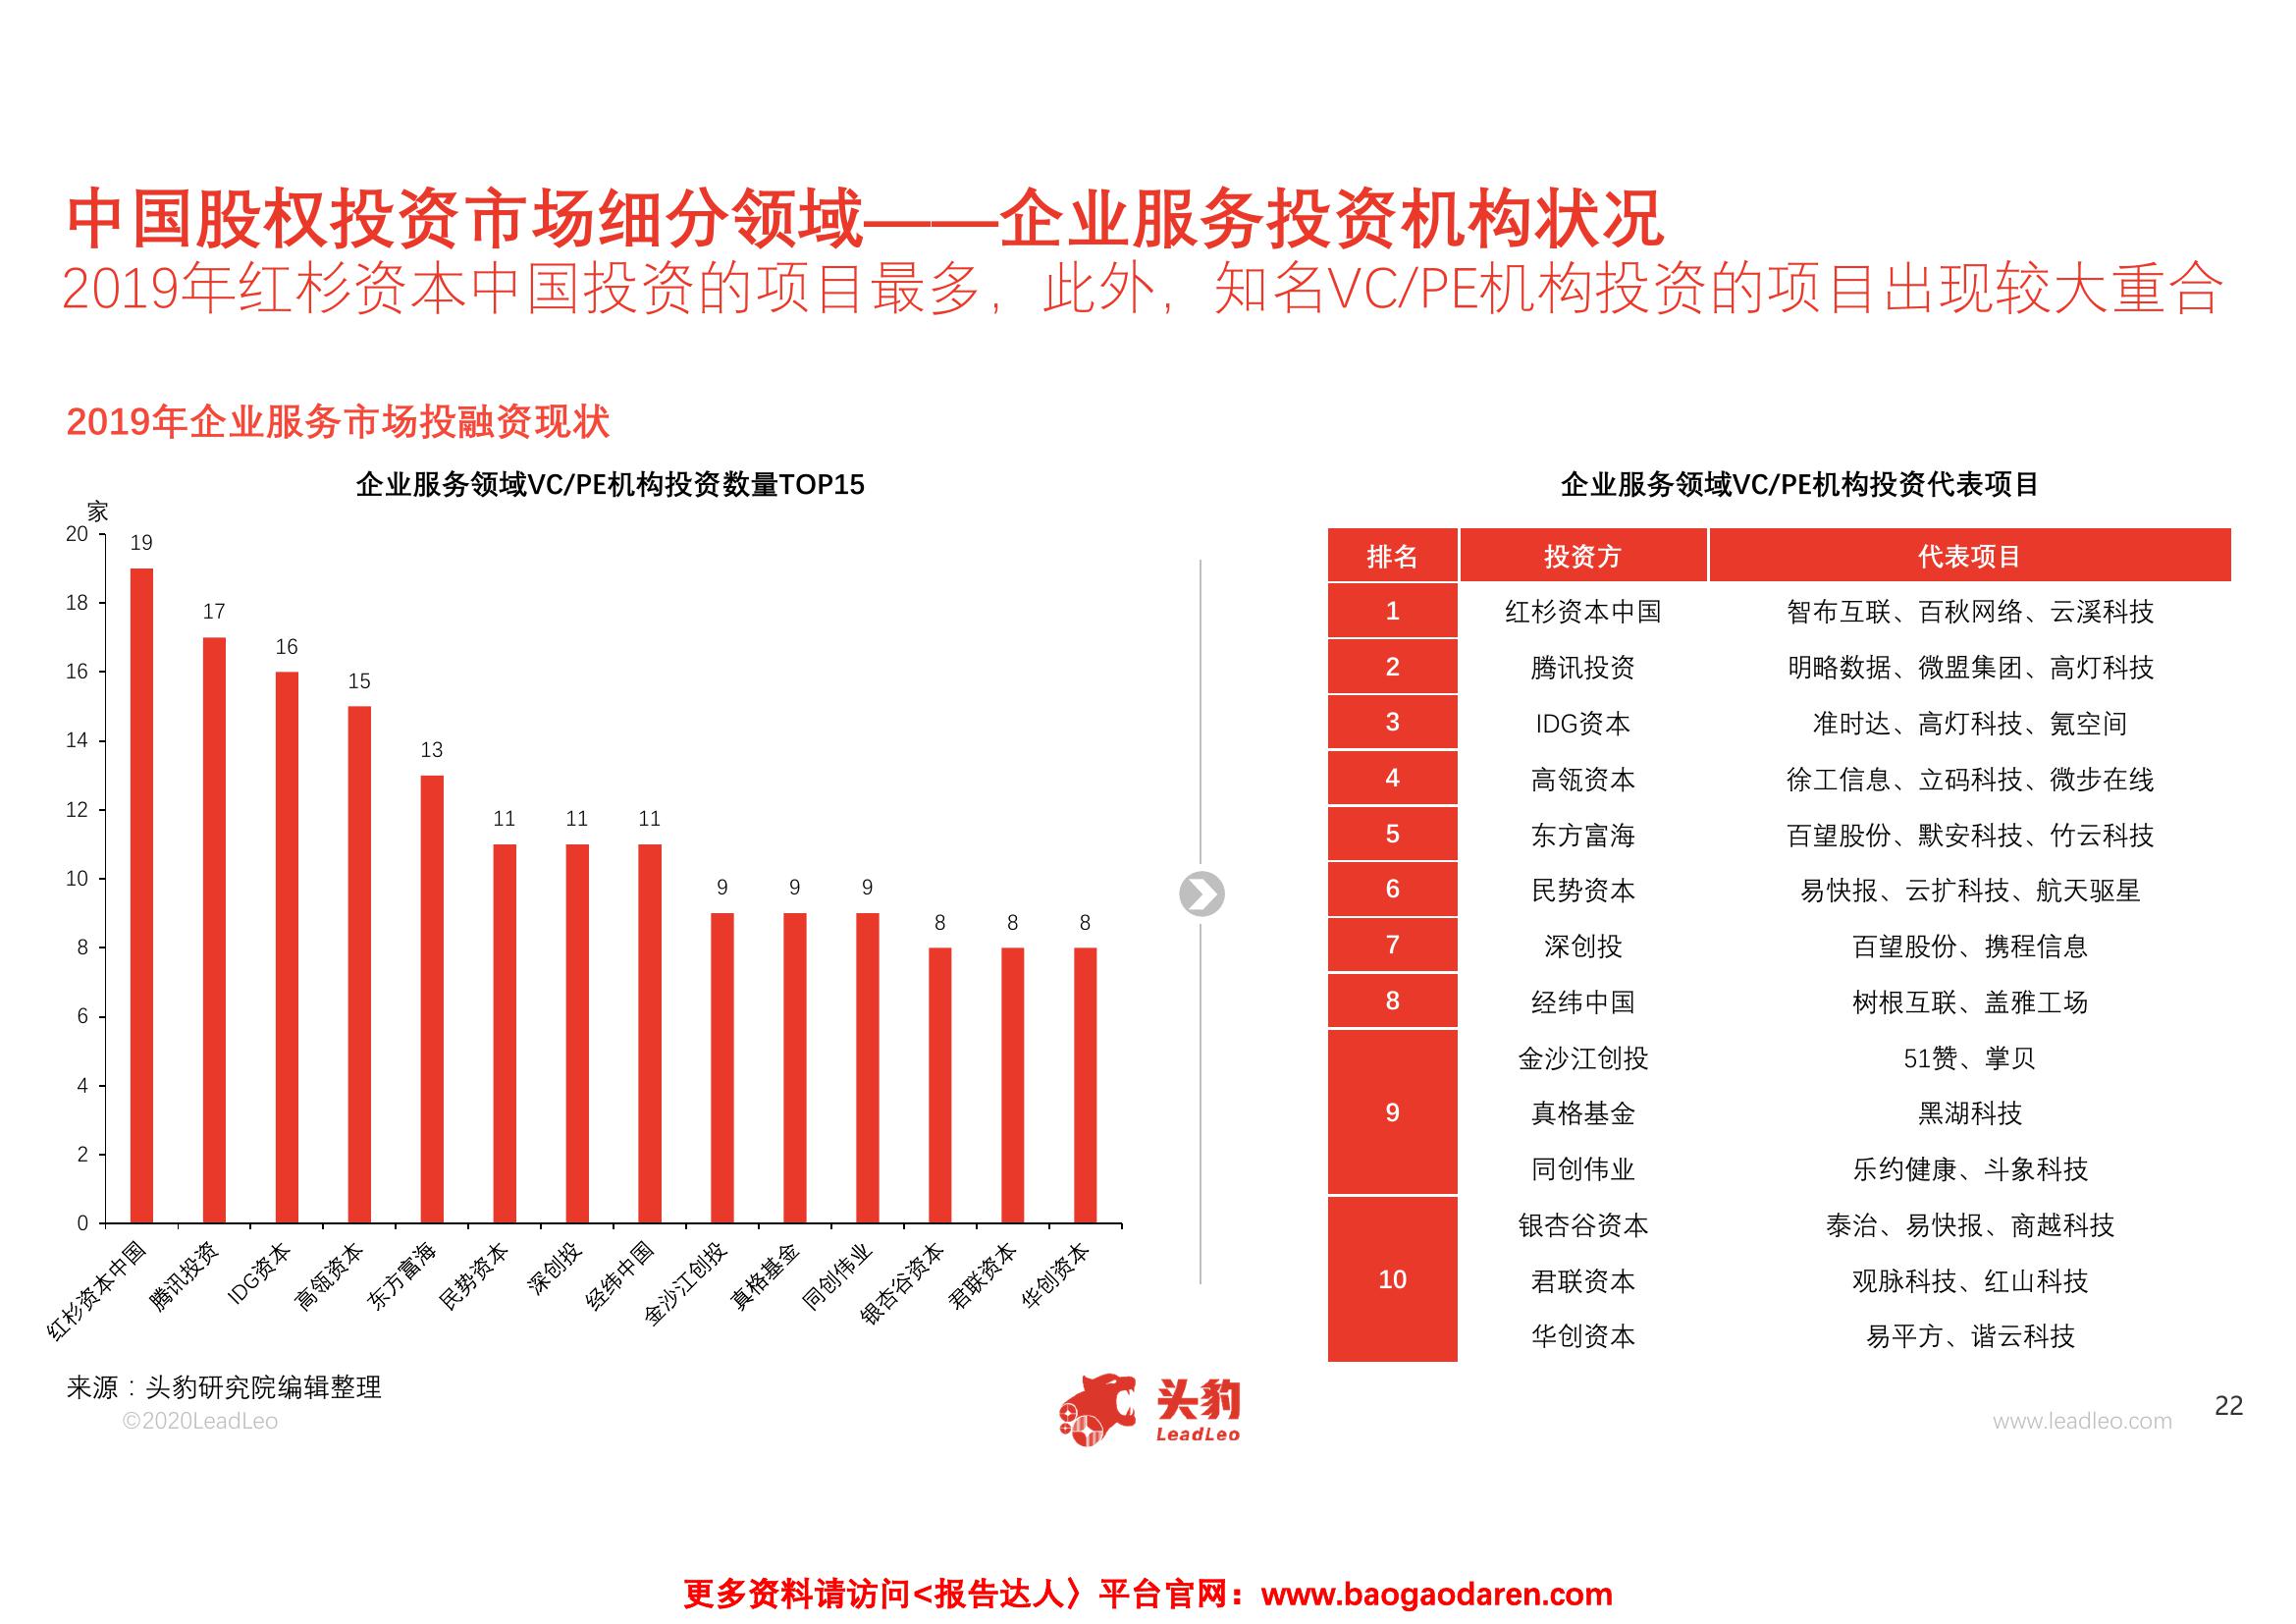 中国股权投资市场细分领域——企业服务投资机构状况
2019年红杉资本中国投资的项目最多，此外，知名VC/PE机构投资的项目出现较大重合
2019年企业服务市场投融资现状
企业服务领域VC/PE机构投资数量TOP15
家
20
18
16
14
12
10
8
6
4
2
0
19
17
16
15
13
11
11
11
9
9
9
8
8
8
红杉资本中国
腾讯投资
IDG资本
高瓴资本
东方富海
民势资本
深创投
经纬中国
金沙江创投
真格基金
同创伟业
银杏谷资本
君联资本
华创资本
企业服务领域VC/PE机构投资代表项目
排名 投资方 代表项目
1 红杉资本中国 智布互联、百秋网络、云溪科技
2 腾讯投资 明略数据、微盟集团、高灯科技
3 IDG资本 准时达、高灯科技、氪空间
4 高瓴资本 徐工信息、立码科技、微步在线
5 东方富海 百望股份、默安科技、竹云科技
6 民势资本 易快报、云扩科技、航天驱星
7 深创投 百望股份、携程信息
8 经纬中国 树根互联、盖雅工场
金沙江创投 51赞、掌贝
9 真格基金 黑湖科技
同创伟业 乐约健康、斗象科技
银杏谷资本 泰治、易快报、商越科技
10 君联资本 观脉科技、红山科技
华创资本 易平方、谐云科技
来源：头豹研究院编辑整理
©2020LeadLeo
头豹
LeadLeo
www.leadleo.com
22
更多资料请访问<报告达人〉平台官网：www.baogaodaren.com